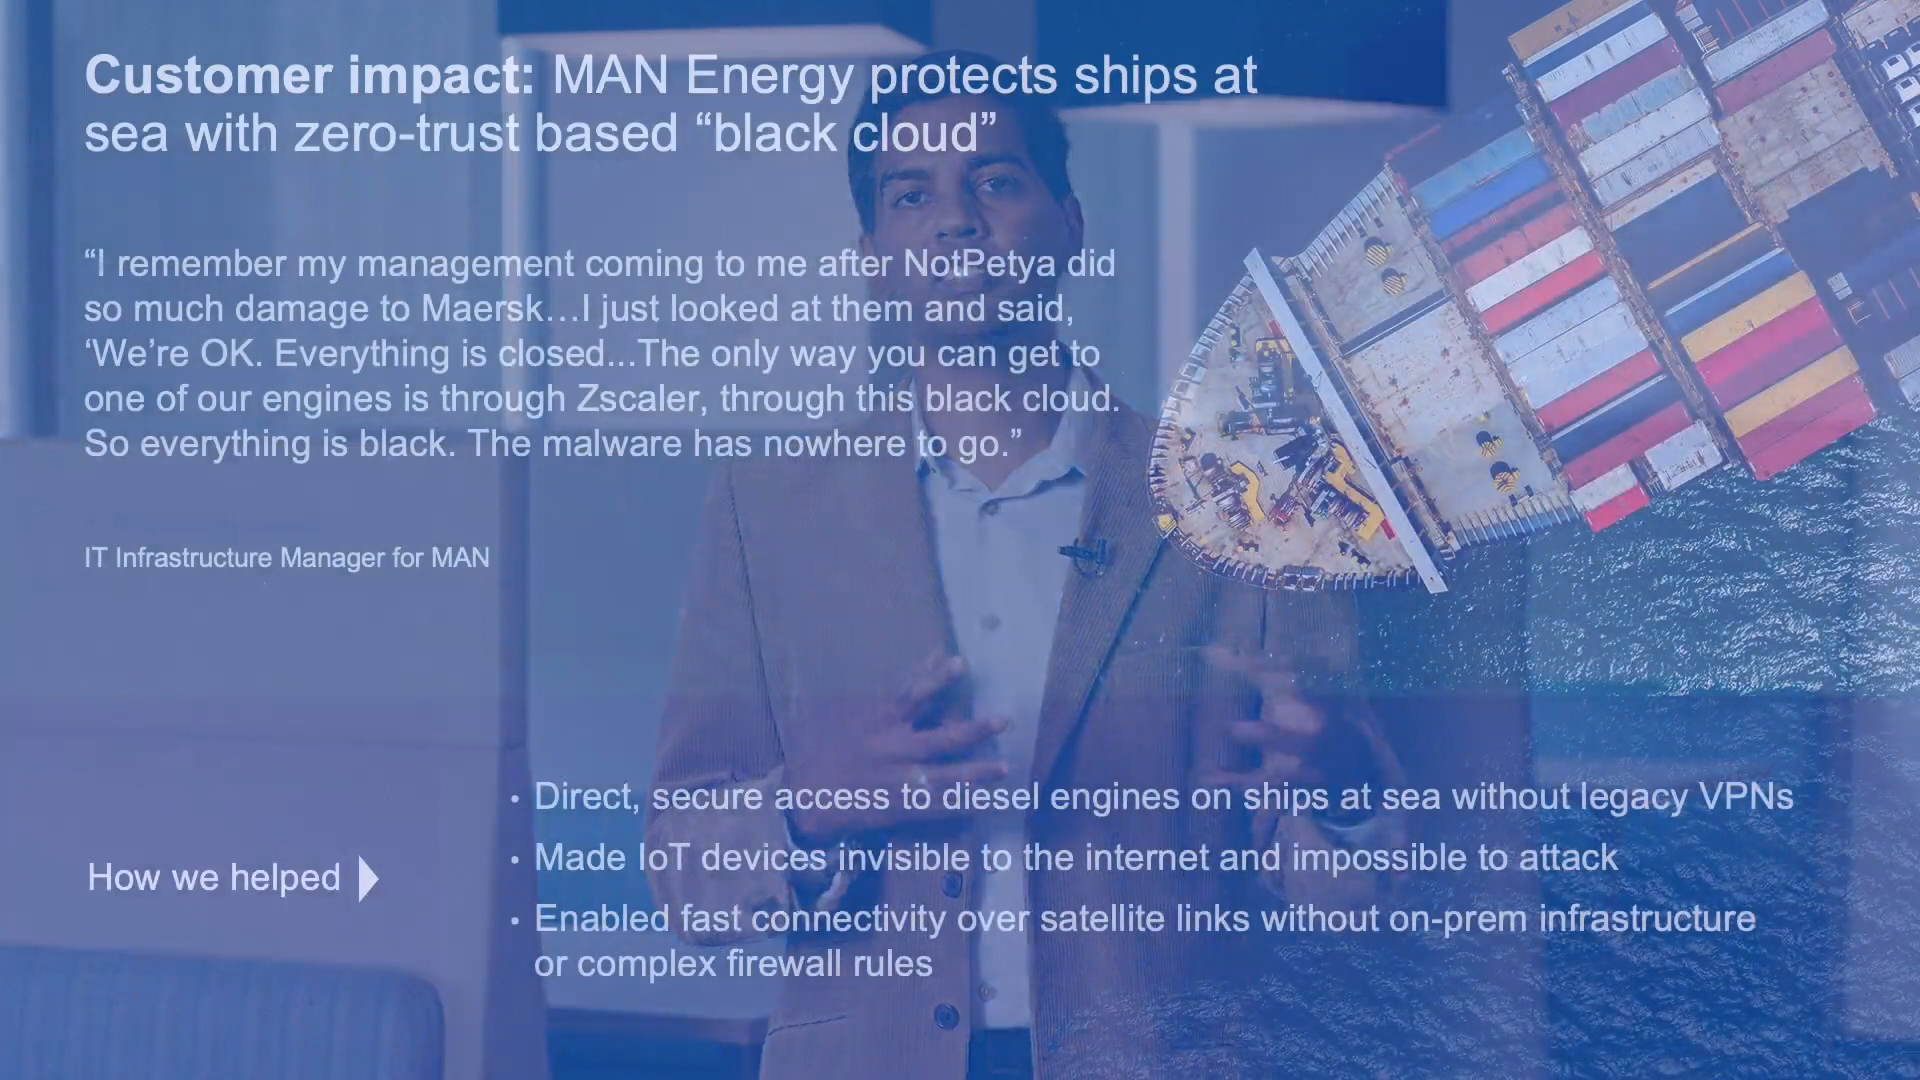 Customer impact: MAN Energy protects ships at
sea with zero-trust based “black cloud”
“I remember my management coming to me after NotPetya did
so much damage to Maersk…I just looked at them and said,
‘We’re OK. Everything is closed...The only way you can get to
one of our engines is through Zscaler, through this black cloud.
So everything is black. The malware has nowhere to go.”
IT Infrastructure Manager for MAN
How we helped
• Direct, secure access to diesel engines on ships at sea without legacy VPNs
• Made IoT devices invisible to the internet and impossible to attack
• Enabled fast connectivity over satellite links without on-prem infrastructure
or complex firewall rules